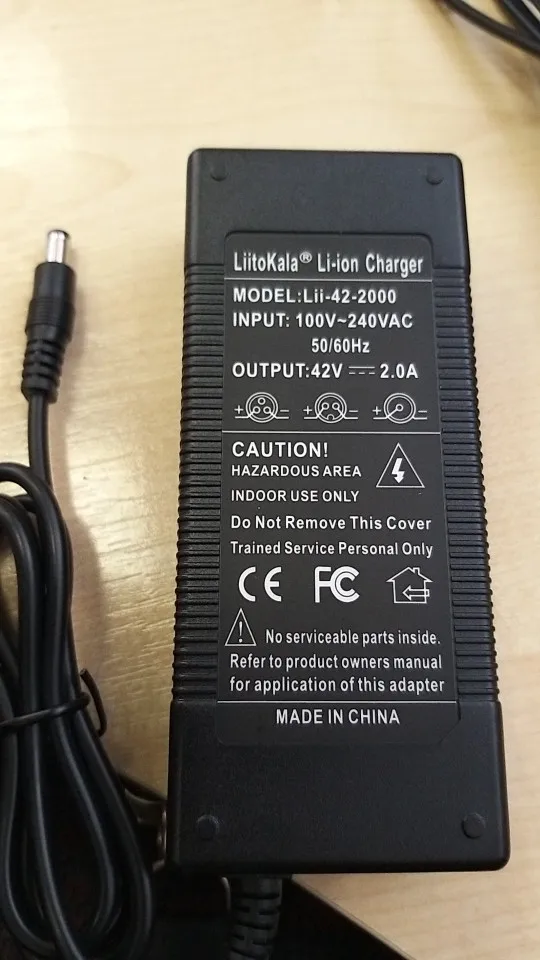 LiitoKala® Li-ion Charger
MODEL:Lii-42-2000
INPUT: 100V~240VAC
50/60Hz
OUTPUT:42V ⎓ 2.0A
+ − + − + −
CAUTION!
HAZARDOUS AREA
INDOOR USE ONLY
Do Not Remove This Cover
Trained Service Personal Only
CE FC
No serviceable parts inside.
Refer to product owners manual
for application of this adapter
MADE IN CHINA